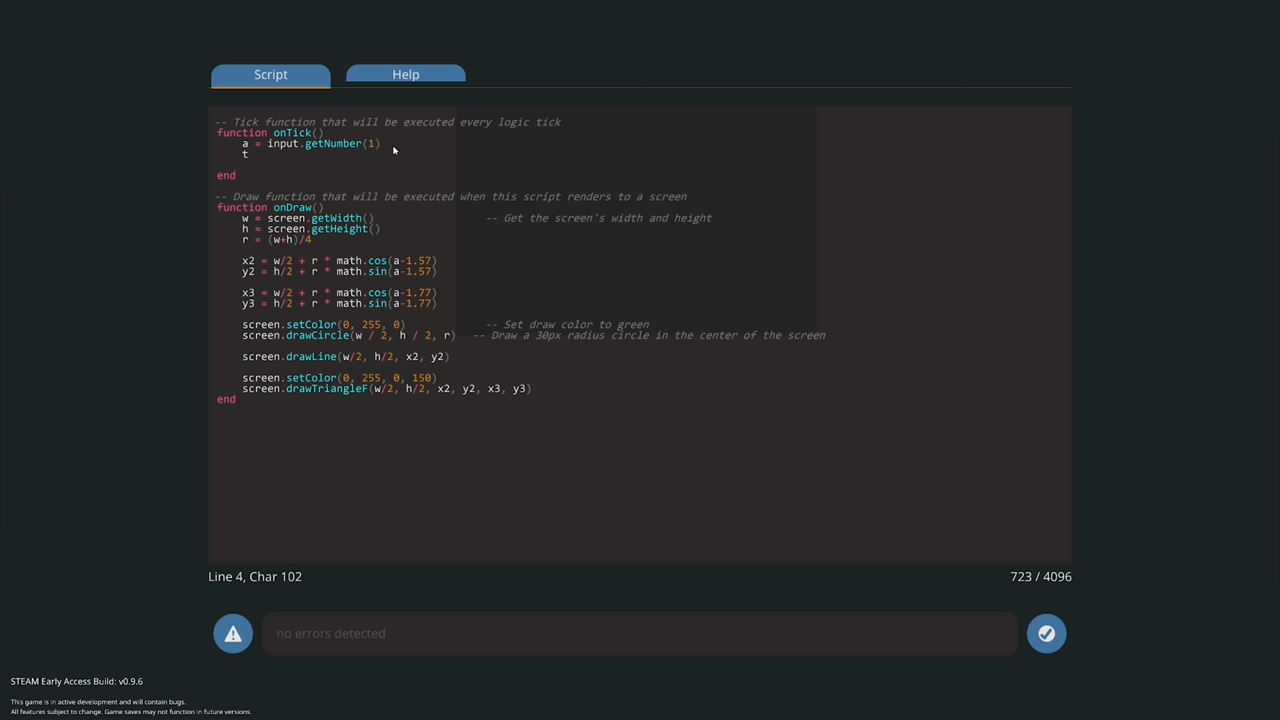 Script
Help
-- Tick function that will be executed every logic tick
function onTick()
a = input.getNumber(1)
t
end
-- Draw function that will be executed when this script renders to a screen
function onDraw()
w = screen.getWidth() -- Get the screen's width and height
h = screen.getHeight()
r = (w+h)/4
x2 = w/2 + r * math.cos(a-1.57)
y2 = h/2 + r * math.sin(a-1.57)
x3 = w/2 + r * math.cos(a-1.77)
y3 = h/2 + r * math.sin(a-1.77)
screen.setColor(0, 255, 0) -- Set draw color to green
screen.drawCircle(w / 2, h / 2, r) -- Draw a 30px radius circle in the center of the screen
screen.drawLine(w/2, h/2, x2, y2)
screen.setColor(0, 255, 0, 150)
screen.drawTriangleF(w/2, h/2, x2, y2, x3, y3)
end
Line 4, Char 102
723 / 4096
no errors detected
STEAM Early Access Build: v0.9.6
This game is in active development and will contain bugs.
All features subject to change. Game saves may not function in future versions.